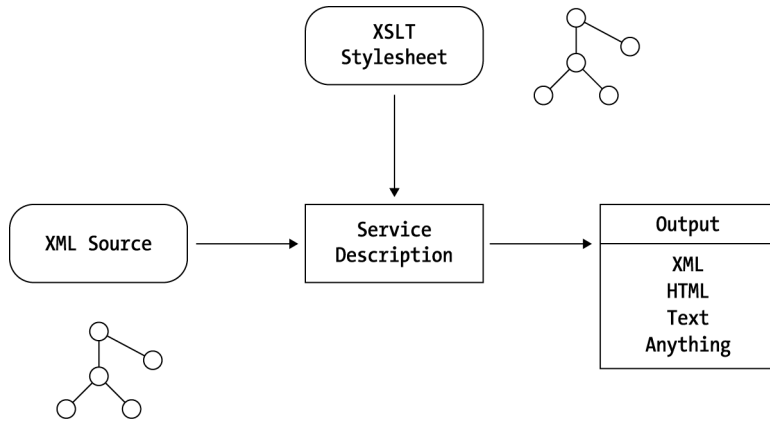 XSLT
Stylesheet
XML Source
Service
Description
Output
XML
HTML
Text
Anything